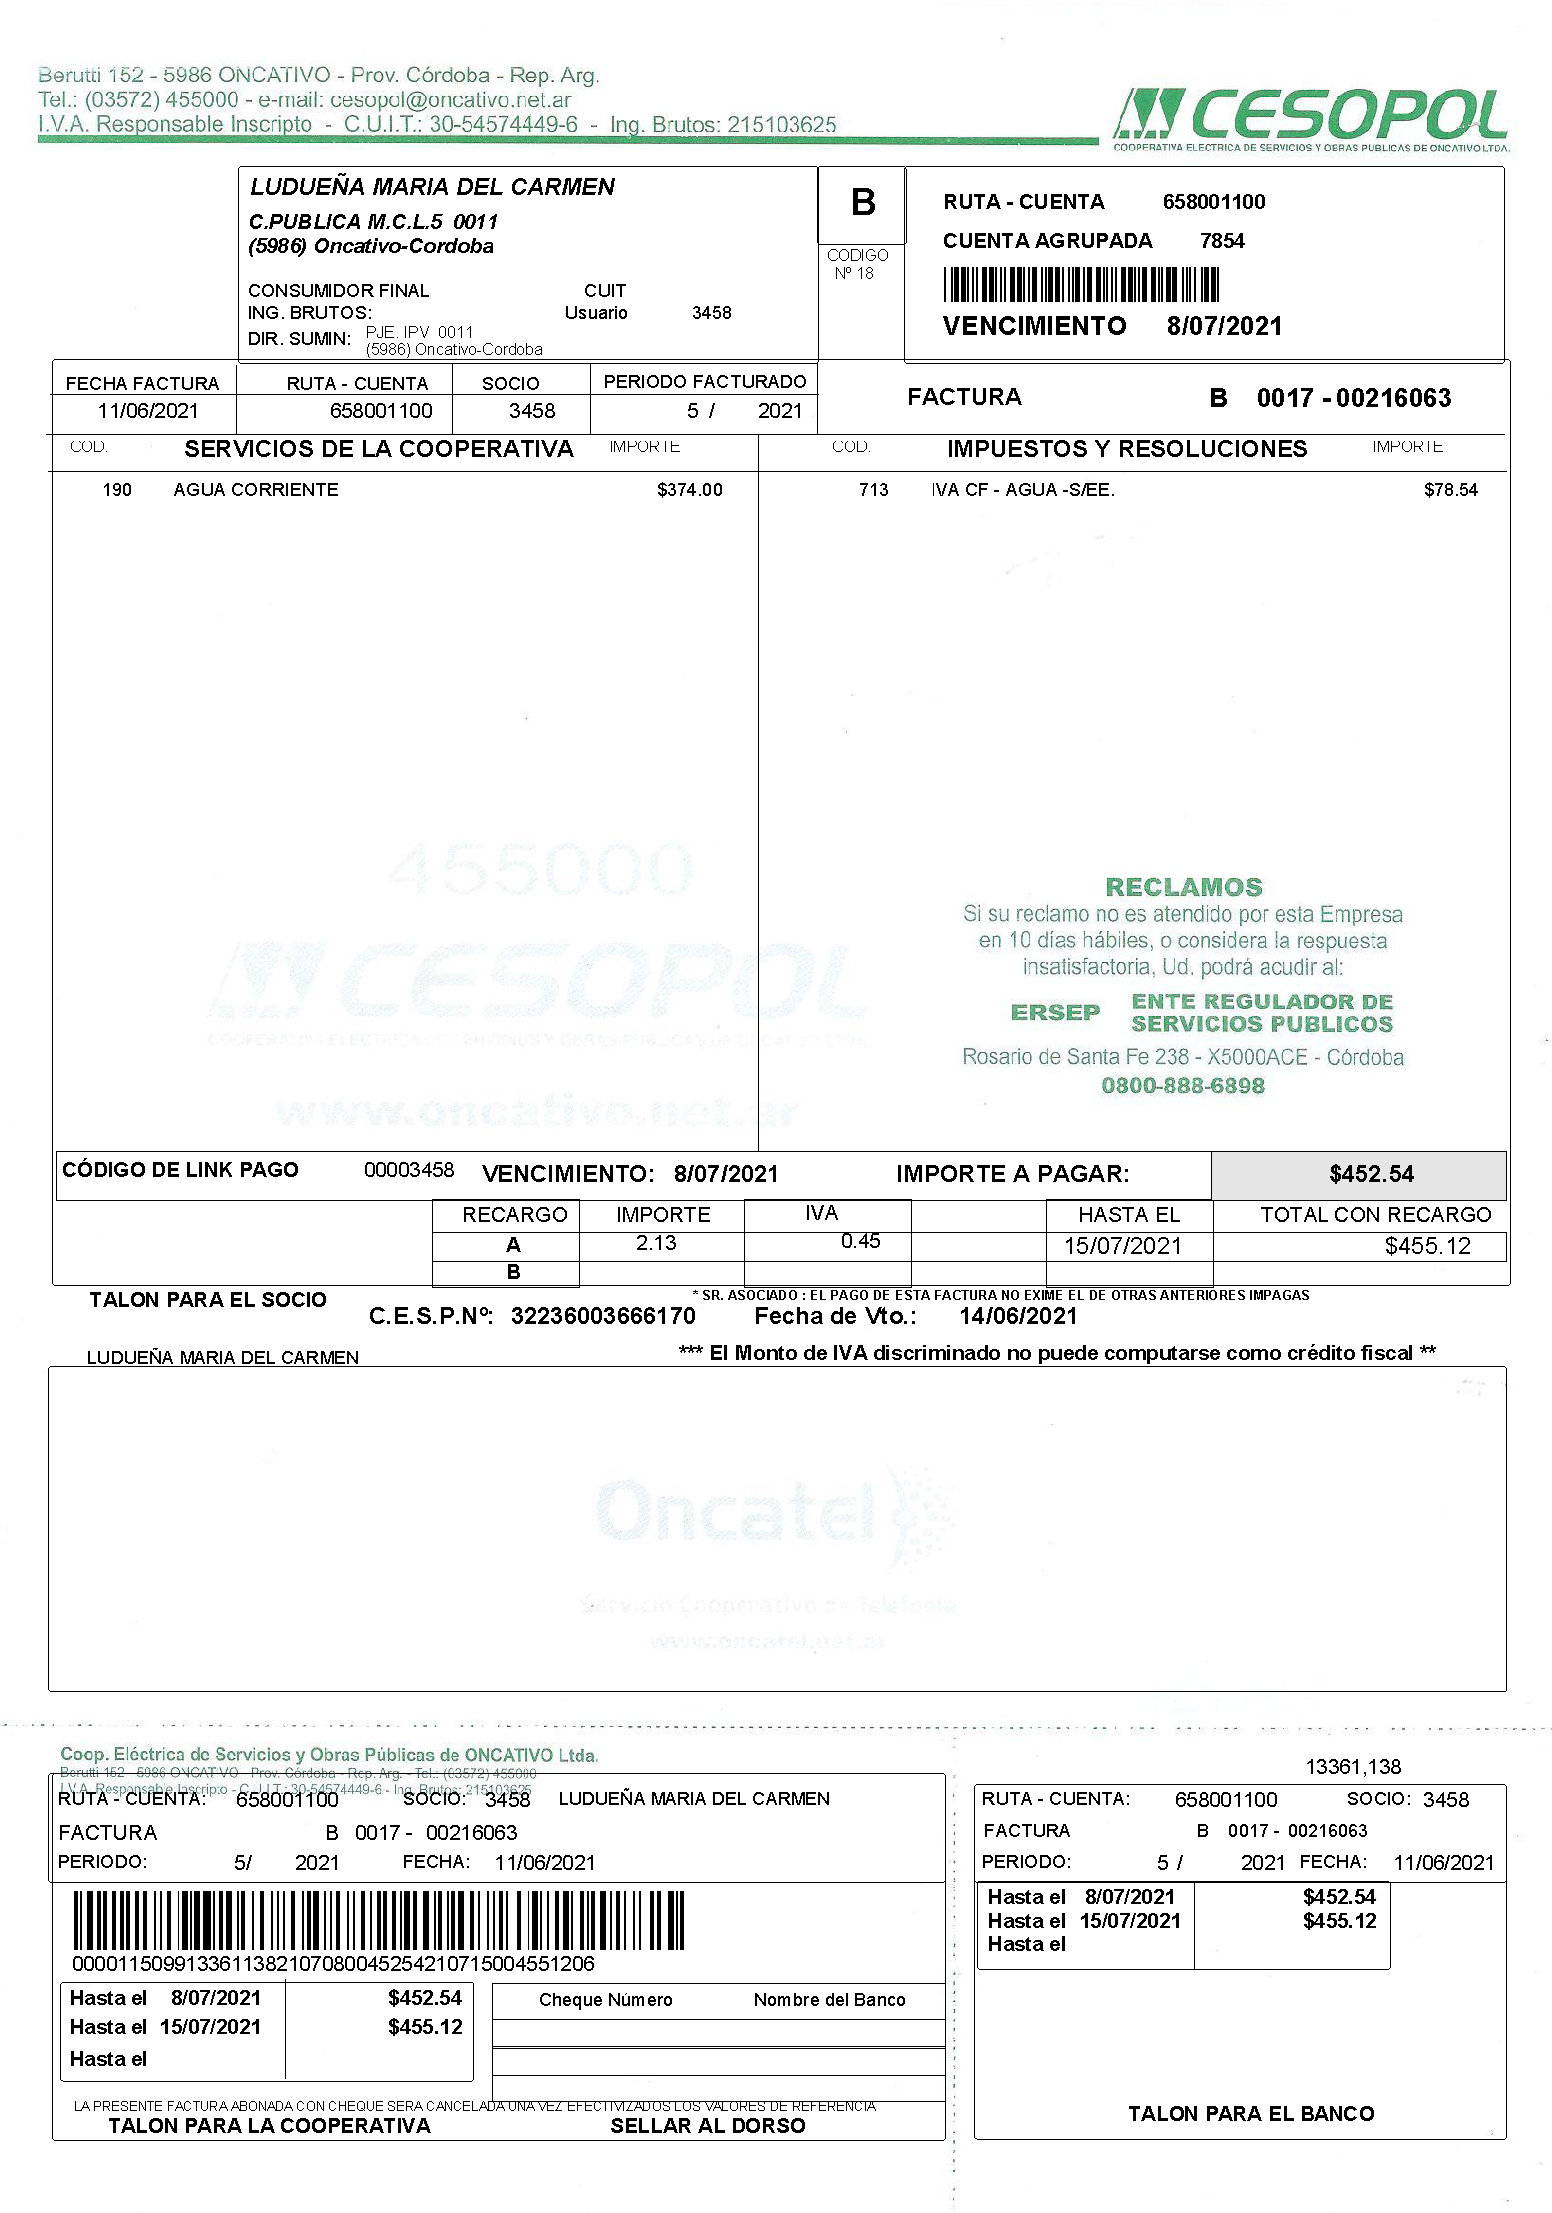 Berutti 152 - 5986 ONCATIVO - Prov. Córdoba - Rep. Arg.
Tel.: (03572) 455000 - e-mail: cesopol@oncativo.net.ar
I.V.A. Responsable Inscripto - C.U.I.T.: 30-54574449-6 - Ing. Brutos: 215103625
CESOPOL
COOPERATIVA ELECTRICA DE SERVICIOS Y OBRAS PUBLICAS DE ONCATIVO LTDA.
LUDUEÑA MARIA DEL CARMEN
C.PUBLICA M.C.L.5 0011
(5986) Oncativo-Cordoba
CONSUMIDOR FINAL CUIT
ING. BRUTOS: Usuario 3458
DIR. SUMIN: PJE. IPV 0011
(5986) Oncativo-Cordoba
B
CODIGO
Nº 18
RUTA - CUENTA 658001100
CUENTA AGRUPADA 7854
VENCIMIENTO 8/07/2021
FECHA FACTURA RUTA - CUENTA SOCIO PERIODO FACTURADO
11/06/2021 658001100 3458 5 / 2021
FACTURA B 0017 - 00216063
COD. SERVICIOS DE LA COOPERATIVA IMPORTE COD. IMPUESTOS Y RESOLUCIONES IMPORTE
190 AGUA CORRIENTE $374.00 713 IVA CF - AGUA -S/EE. $78.54
455000
CESOPOL
COOPERATIVA ELECTRICA DE SERVICIOS Y OBRAS PUBLICAS DE ONCATIVO LTDA.
www.oncativo.net.ar
RECLAMOS
Si su reclamo no es atendido por esta Empresa
en 10 días hábiles, o considera la respuesta
insatisfactoria, Ud. podrá acudir al:
ERSEP ENTE REGULADOR DE
SERVICIOS PUBLICOS
Rosario de Santa Fe 238 - X5000ACE - Córdoba
0800-888-6898
CÓDIGO DE LINK PAGO 00003458 VENCIMIENTO: 8/07/2021 IMPORTE A PAGAR: $452.54
RECARGO IMPORTE IVA HASTA EL TOTAL CON RECARGO
A 2.13 0.45 15/07/2021 $455.12
B
TALON PARA EL SOCIO
* SR. ASOCIADO : EL PAGO DE ESTA FACTURA NO EXIME EL DE OTRAS ANTERIORES IMPAGAS
C.E.S.P.Nº: 32236003666170 Fecha de Vto.: 14/06/2021
LUDUEÑA MARIA DEL CARMEN
*** El Monto de IVA discriminado no puede computarse como crédito fiscal **
Oncatel
Servicio Cooperativo de Telefonía
www.oncatel.net.ar
Coop. Eléctrica de Servicios y Obras Públicas de ONCATIVO Ltda.
Berutti 152 - 5986 ONCATIVO - Prov. Córdoba - Rep. Arg. - Tel.: (03572) 455000
I.V.A. Responsable Inscripto - C.U.I.T.: 30-54574449-6 - Ing. Brutos: 215103625
RUTA - CUENTA: 658001100 SOCIO: 3458 LUDUEÑA MARIA DEL CARMEN
FACTURA B 0017 - 00216063
PERIODO: 5/ 2021 FECHA: 11/06/2021
00001150991336113821070800452542107150045512​06
Hasta el 8/07/2021 $452.54
Hasta el 15/07/2021 $455.12
Hasta el
Cheque Número Nombre del Banco
LA PRESENTE FACTURA ABONADA CON CHEQUE SERA CANCELADA UNA VEZ EFECTIVIZADOS LOS VALORES DE REFERENCIA
TALON PARA LA COOPERATIVA SELLAR AL DORSO
13361,138
RUTA - CUENTA: 658001100 SOCIO: 3458
FACTURA B 0017 - 00216063
PERIODO: 5 / 2021 FECHA: 11/06/2021
Hasta el 8/07/2021 $452.54
Hasta el 15/07/2021 $455.12
Hasta el
TALON PARA EL BANCO